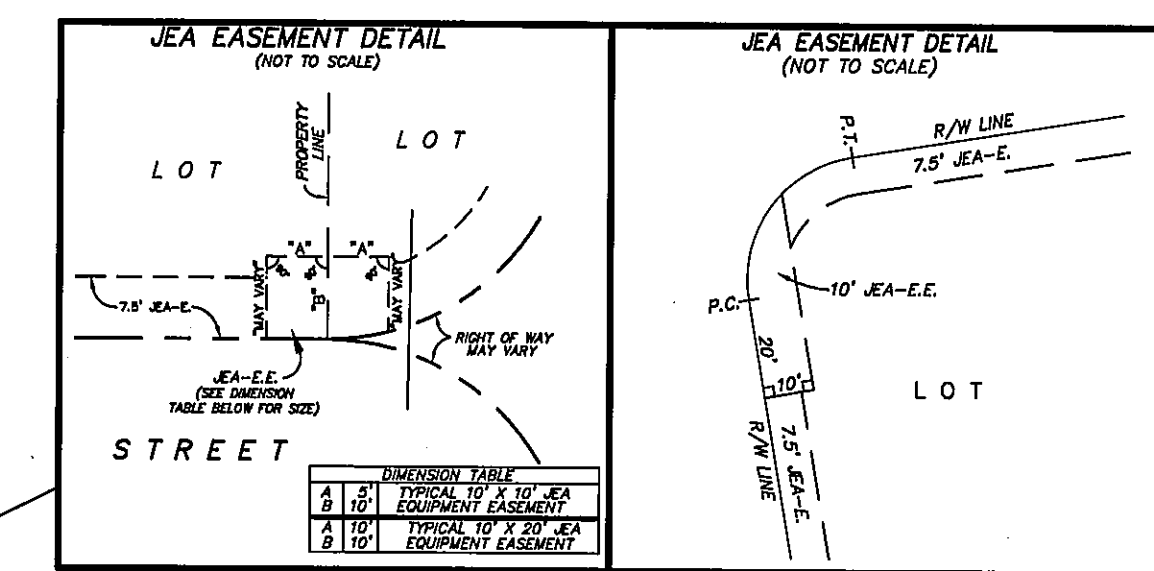 JEA EASEMENT DETAIL
(NOT TO SCALE)
PROPERTY
LINE
LOT
LOT
"A" "A"
90° 90° 90°
"MAY VARY"
"B"
"MAY VARY"
7.5' JEA-E.
RIGHT OF WAY
MAY VARY
JEA-E.E.
(SEE DIMENSION
TABLE BELOW FOR SIZE)
STREET
DIMENSION TABLE
A 5' TYPICAL 10' X 10' JEA
B 10' EQUIPMENT EASEMENT
A 10' TYPICAL 10' X 20' JEA
B 10' EQUIPMENT EASEMENT
JEA EASEMENT DETAIL
(NOT TO SCALE)
P.T.
R/W LINE
7.5' JEA-E.
10' JEA-E.E.
P.C.
20'
10'
LOT
R/W LINE
7.5' JEA-E.